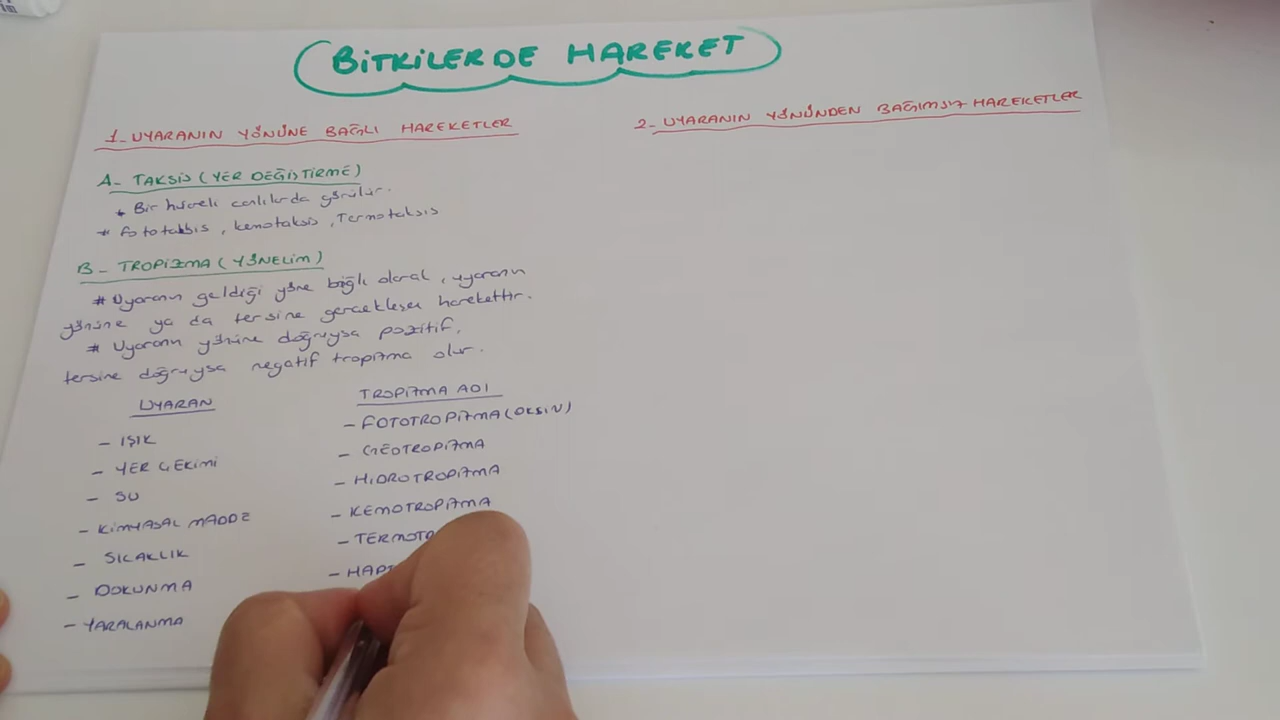 BİTKİLERDE HAREKET
1-UYARANIN YÖNÜNE BAĞLI HAREKETLER
2-UYARANIN YÖNÜNDEN BAĞIMSIZ HAREKETLER
A- TAKSİS (YER DEĞİŞTİRME)
* Bir hücreli canlılarda görülür.
* fototaksis, kemotaksis, Termotaksis
B- TROPİZMA (YÖNELİM)
* Uyaranın geldiği yöne bağlı olarak, uyaranın
yönüne ya da tersine gerçekleşen harekettir.
* Uyaranın yönüne doğruysa pozitif,
tersine doğruysa negatif tropizma olur.
UYARAN TROPİZMA ADI
- IŞIK - FOTOTROPİZMA (OKSİN)
- YER ÇEKİMİ - GEOTROPİZMA
- SU - HİDROTROPİZMA
- KİMYASAL MADDE - KEMOTROPİZMA
- SICAKLIK - TERMOTR
- DOKUNMA - HAPT
- YARALANMA